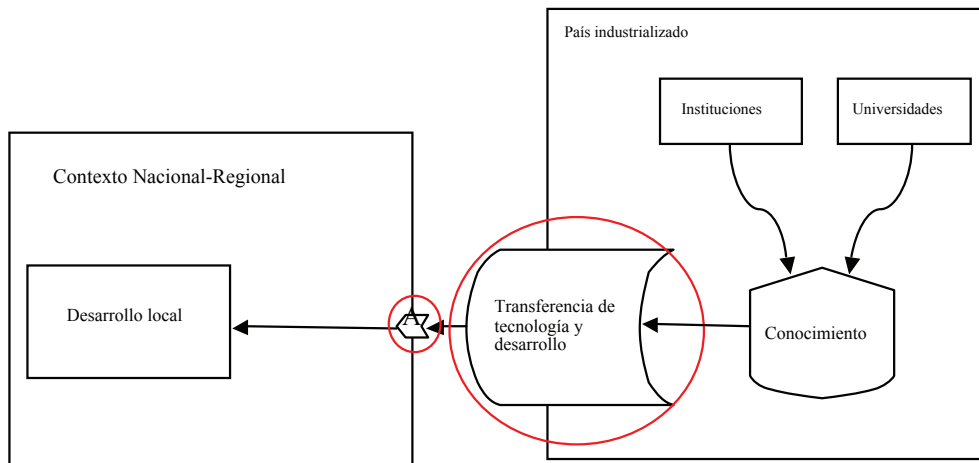 País industrializado
Instituciones
Universidades
Contexto Nacional-Regional
Desarrollo local
A
Transferencia de
tecnología y
desarrollo
Conocimiento